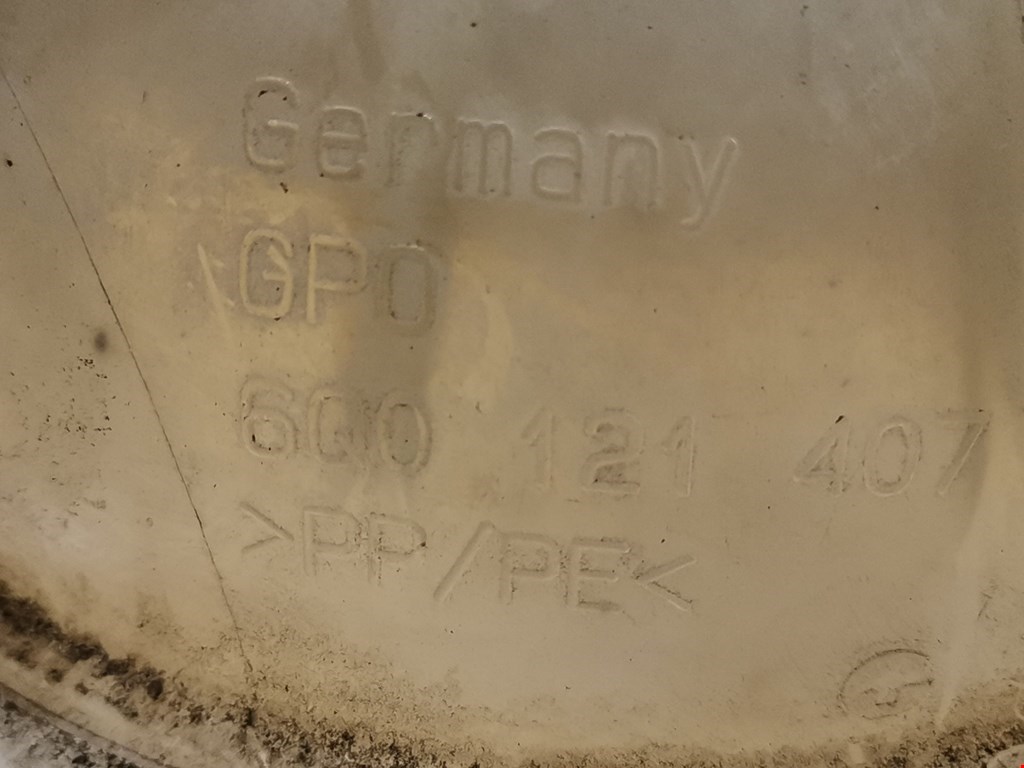 Germany
GPO
6Q0 121 407
>PP/PE<